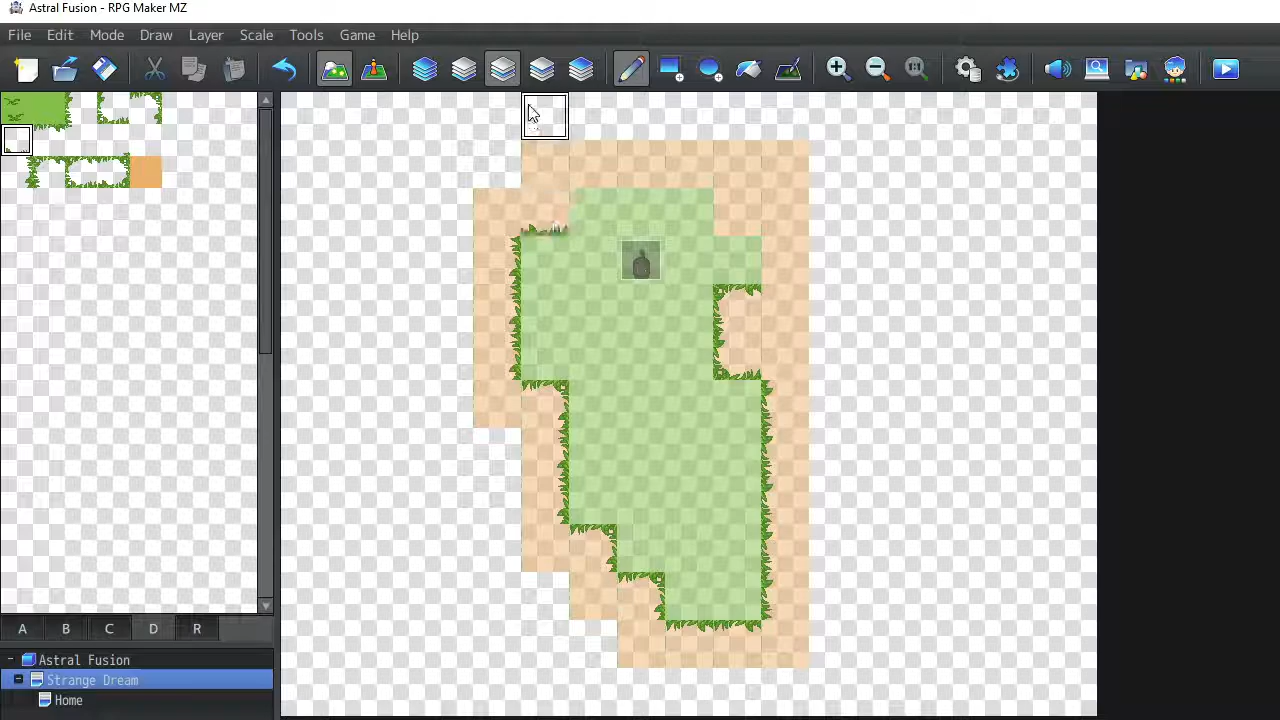 Astral Fusion - RPG Maker MZ
File Edit Mode Draw Layer Scale Tools Game Help
A B C D R
Astral Fusion
Strange Dream
Home